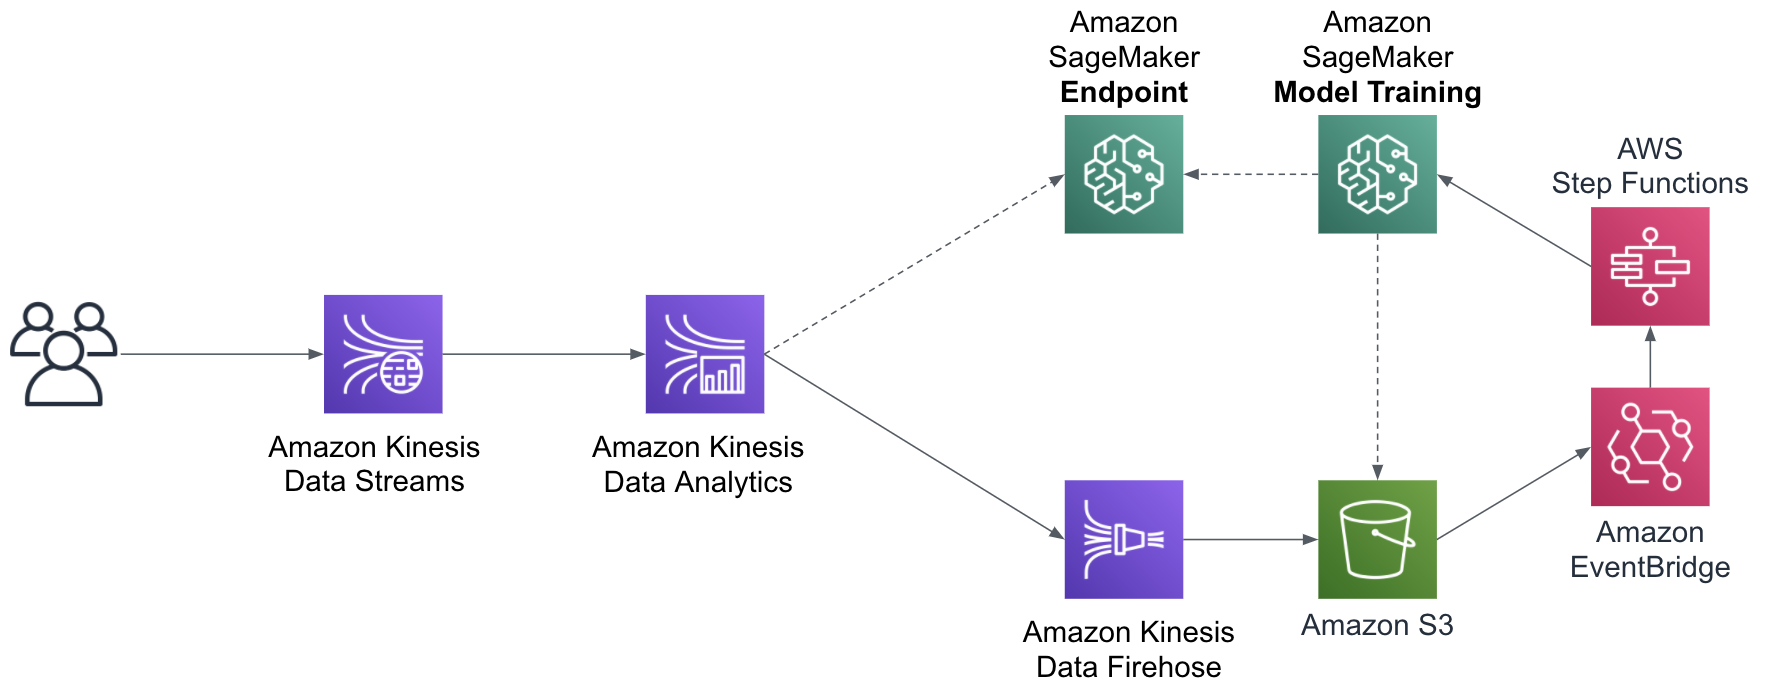 Amazon
SageMaker
Endpoint
Amazon
SageMaker
Model Training
AWS
Step Functions
Amazon Kinesis
Data Streams
Amazon Kinesis
Data Analytics
Amazon
EventBridge
Amazon Kinesis
Data Firehose
Amazon S3